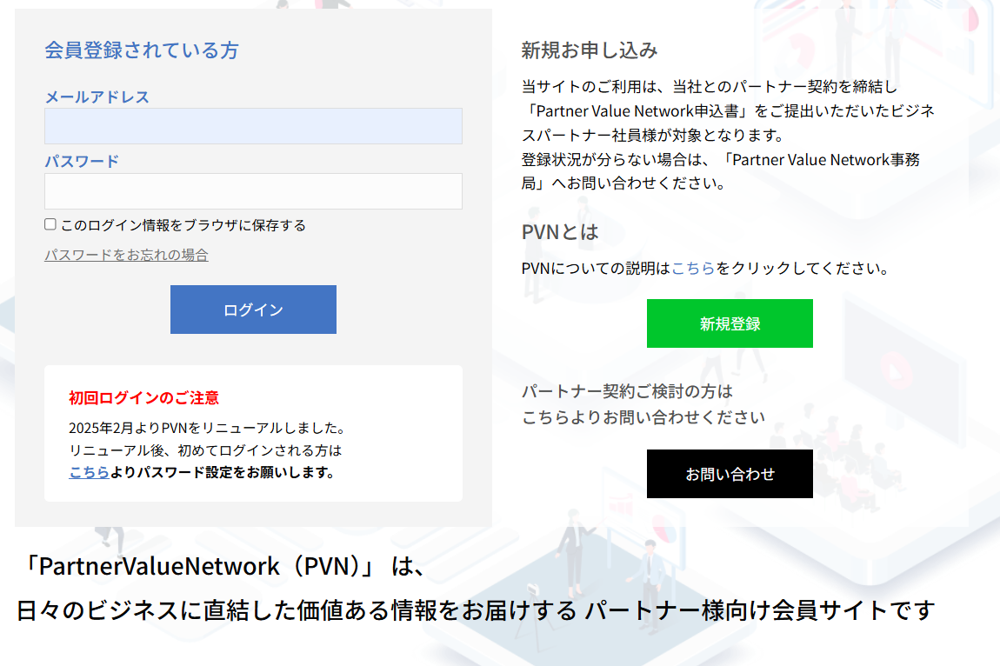 会員登録されている方
メールアドレス
パスワード
このログイン情報をブラウザに保存する
パスワードをお忘れの場合
ログイン
初回ログインのご注意
2025年2月よりPVNをリニューアルしました。
リニューアル後、初めてログインされる方は
こちらよりパスワード設定をお願いします。
新規お申し込み
当サイトのご利用は、当社とのパートナー契約を締結し
「Partner Value Network申込書」をご提出いただいたビジネ
スパートナー社員様が対象となります。
登録状況が分らない場合は、「Partner Value Network事務
局」へお問い合わせください。
PVNとは
PVNについての説明はこちらをクリックしてください。
新規登録
パートナー契約ご検討の方は
こちらよりお問い合わせください
お問い合わせ
「PartnerValueNetwork（PVN）」 は、
日々のビジネスに直結した価値ある情報をお届けする パートナー様向け会員サイトです